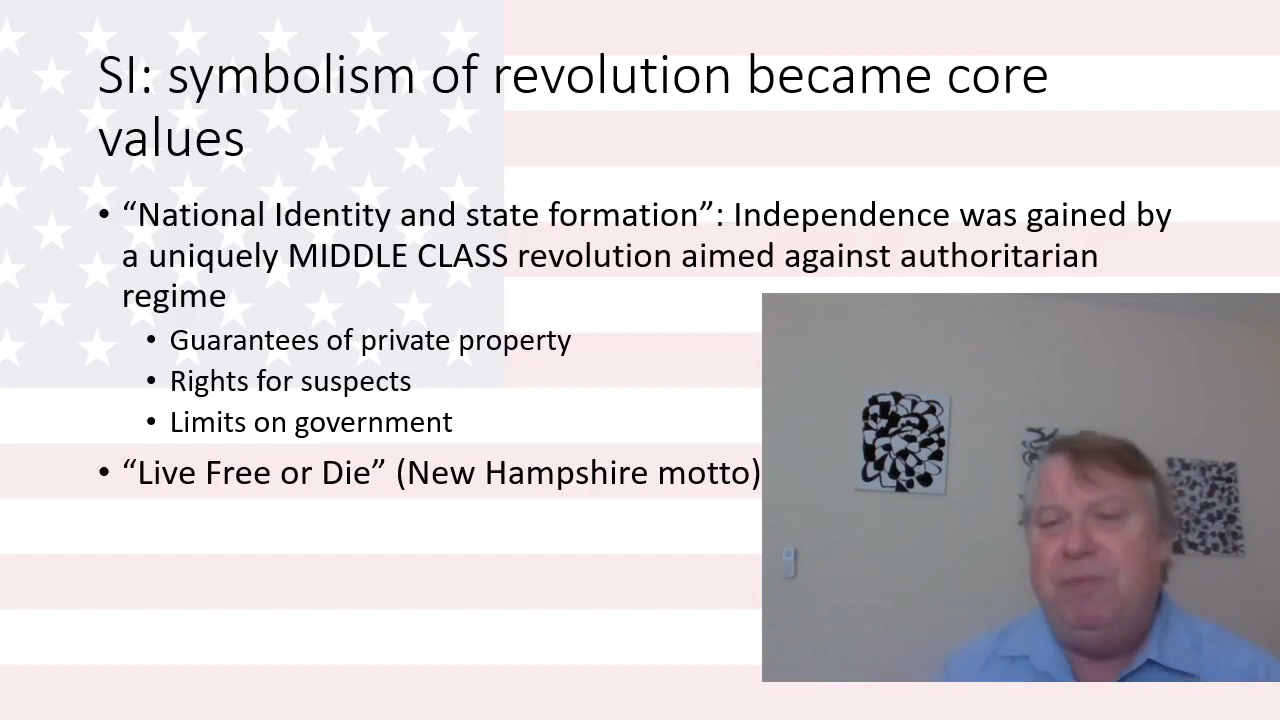 SI: symbolism of revolution became core
values
• “National Identity and state formation”: Independence was gained by
a uniquely MIDDLE CLASS revolution aimed against authoritarian
regime
• Guarantees of private property
• Rights for suspects
• Limits on government
• “Live Free or Die” (New Hampshire motto)